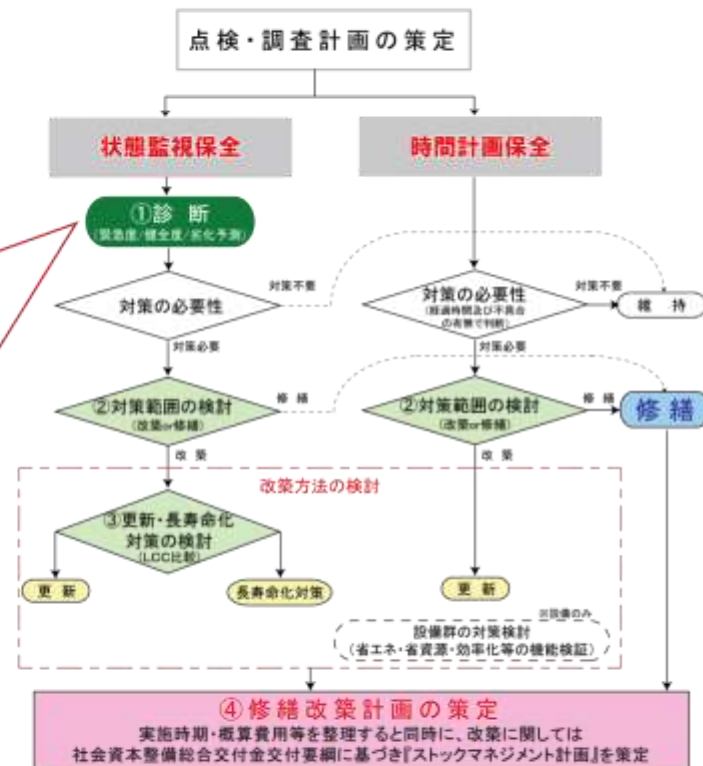 点検・調査計画の策定
状態監視保全
時間計画保全
①診 断
(緊急度/健全度/劣化予測)
対策の必要性
対策不要
対策の必要性
(経過時間及び不具合
の有無で判断)
対策不要
維 持
対策必要
対策必要
②対策範囲の検討
(改築or修繕)
修 繕
②対策範囲の検討
(改築or修繕)
修 繕
修繕
改 築
改 築
改築方法の検討
③更新・長寿命化
対策の検討
(LCC比較)
更 新
長寿命化対策
更 新
※設備のみ
設備群の対策検討
(省エネ・省資源・効率化等の機能検証)
④修繕改築計画の策定
実施時期・概算費用等を整理すると同時に、改築に関しては
社会資本整備総合交付金交付要綱に基づき『ストックマネジメント計画』を策定